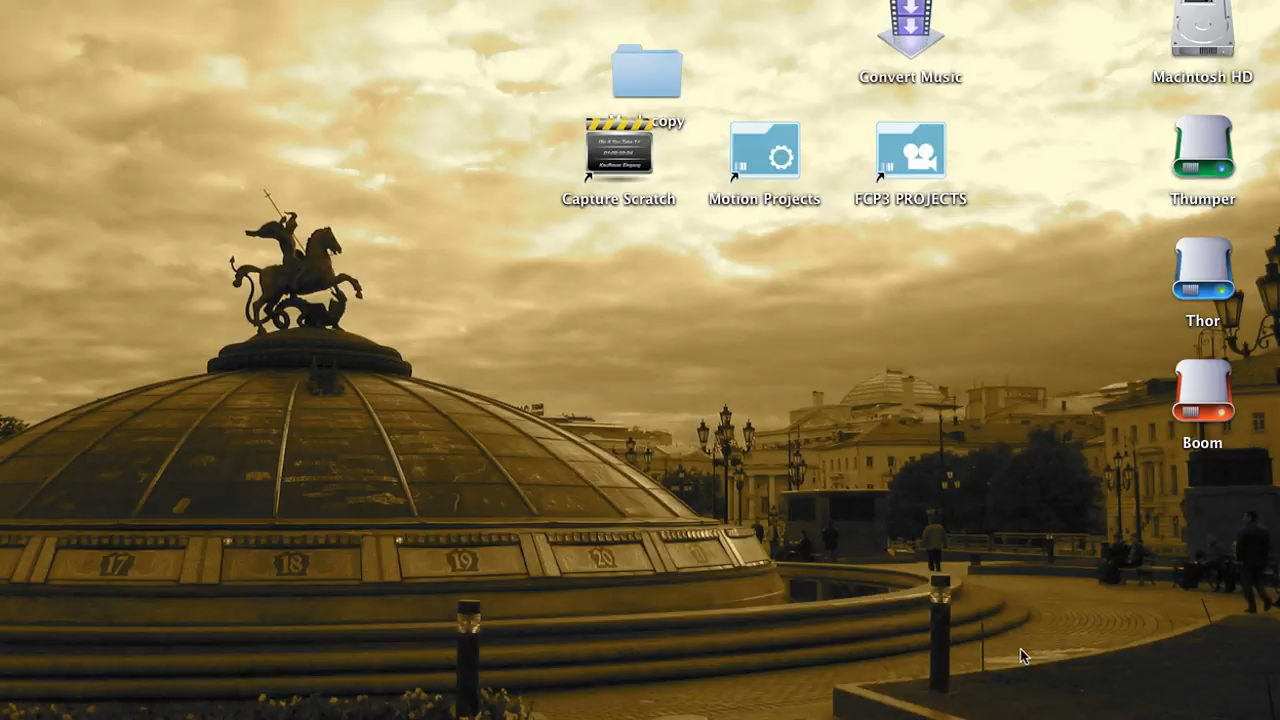 Convert Music
Macintosh HD
copy
Capture Scratch
Motion Projects
FCP3 PROJECTS
Thumper
Thor
Boom
17
18
19
20